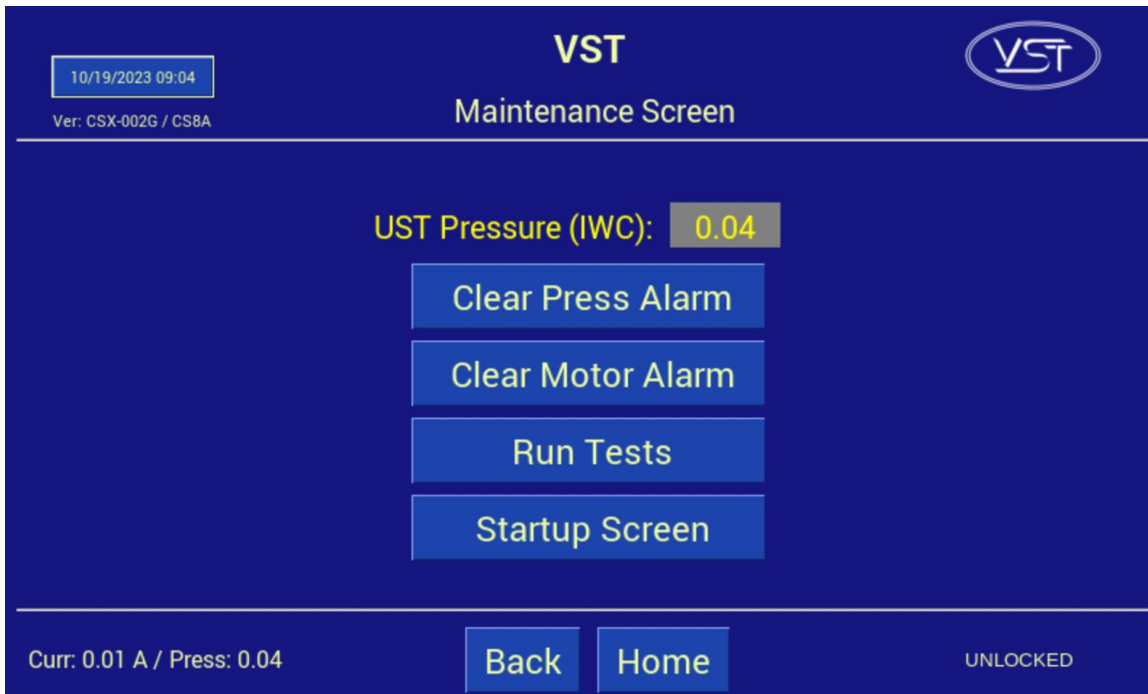 VST
VST
10/19/2023 09:04
Ver: CSX-002G / CS8A
Maintenance Screen
UST Pressure (IWC): 0.04
Clear Press Alarm
Clear Motor Alarm
Run Tests
Startup Screen
Curr: 0.01 A / Press: 0.04
Back
Home
UNLOCKED